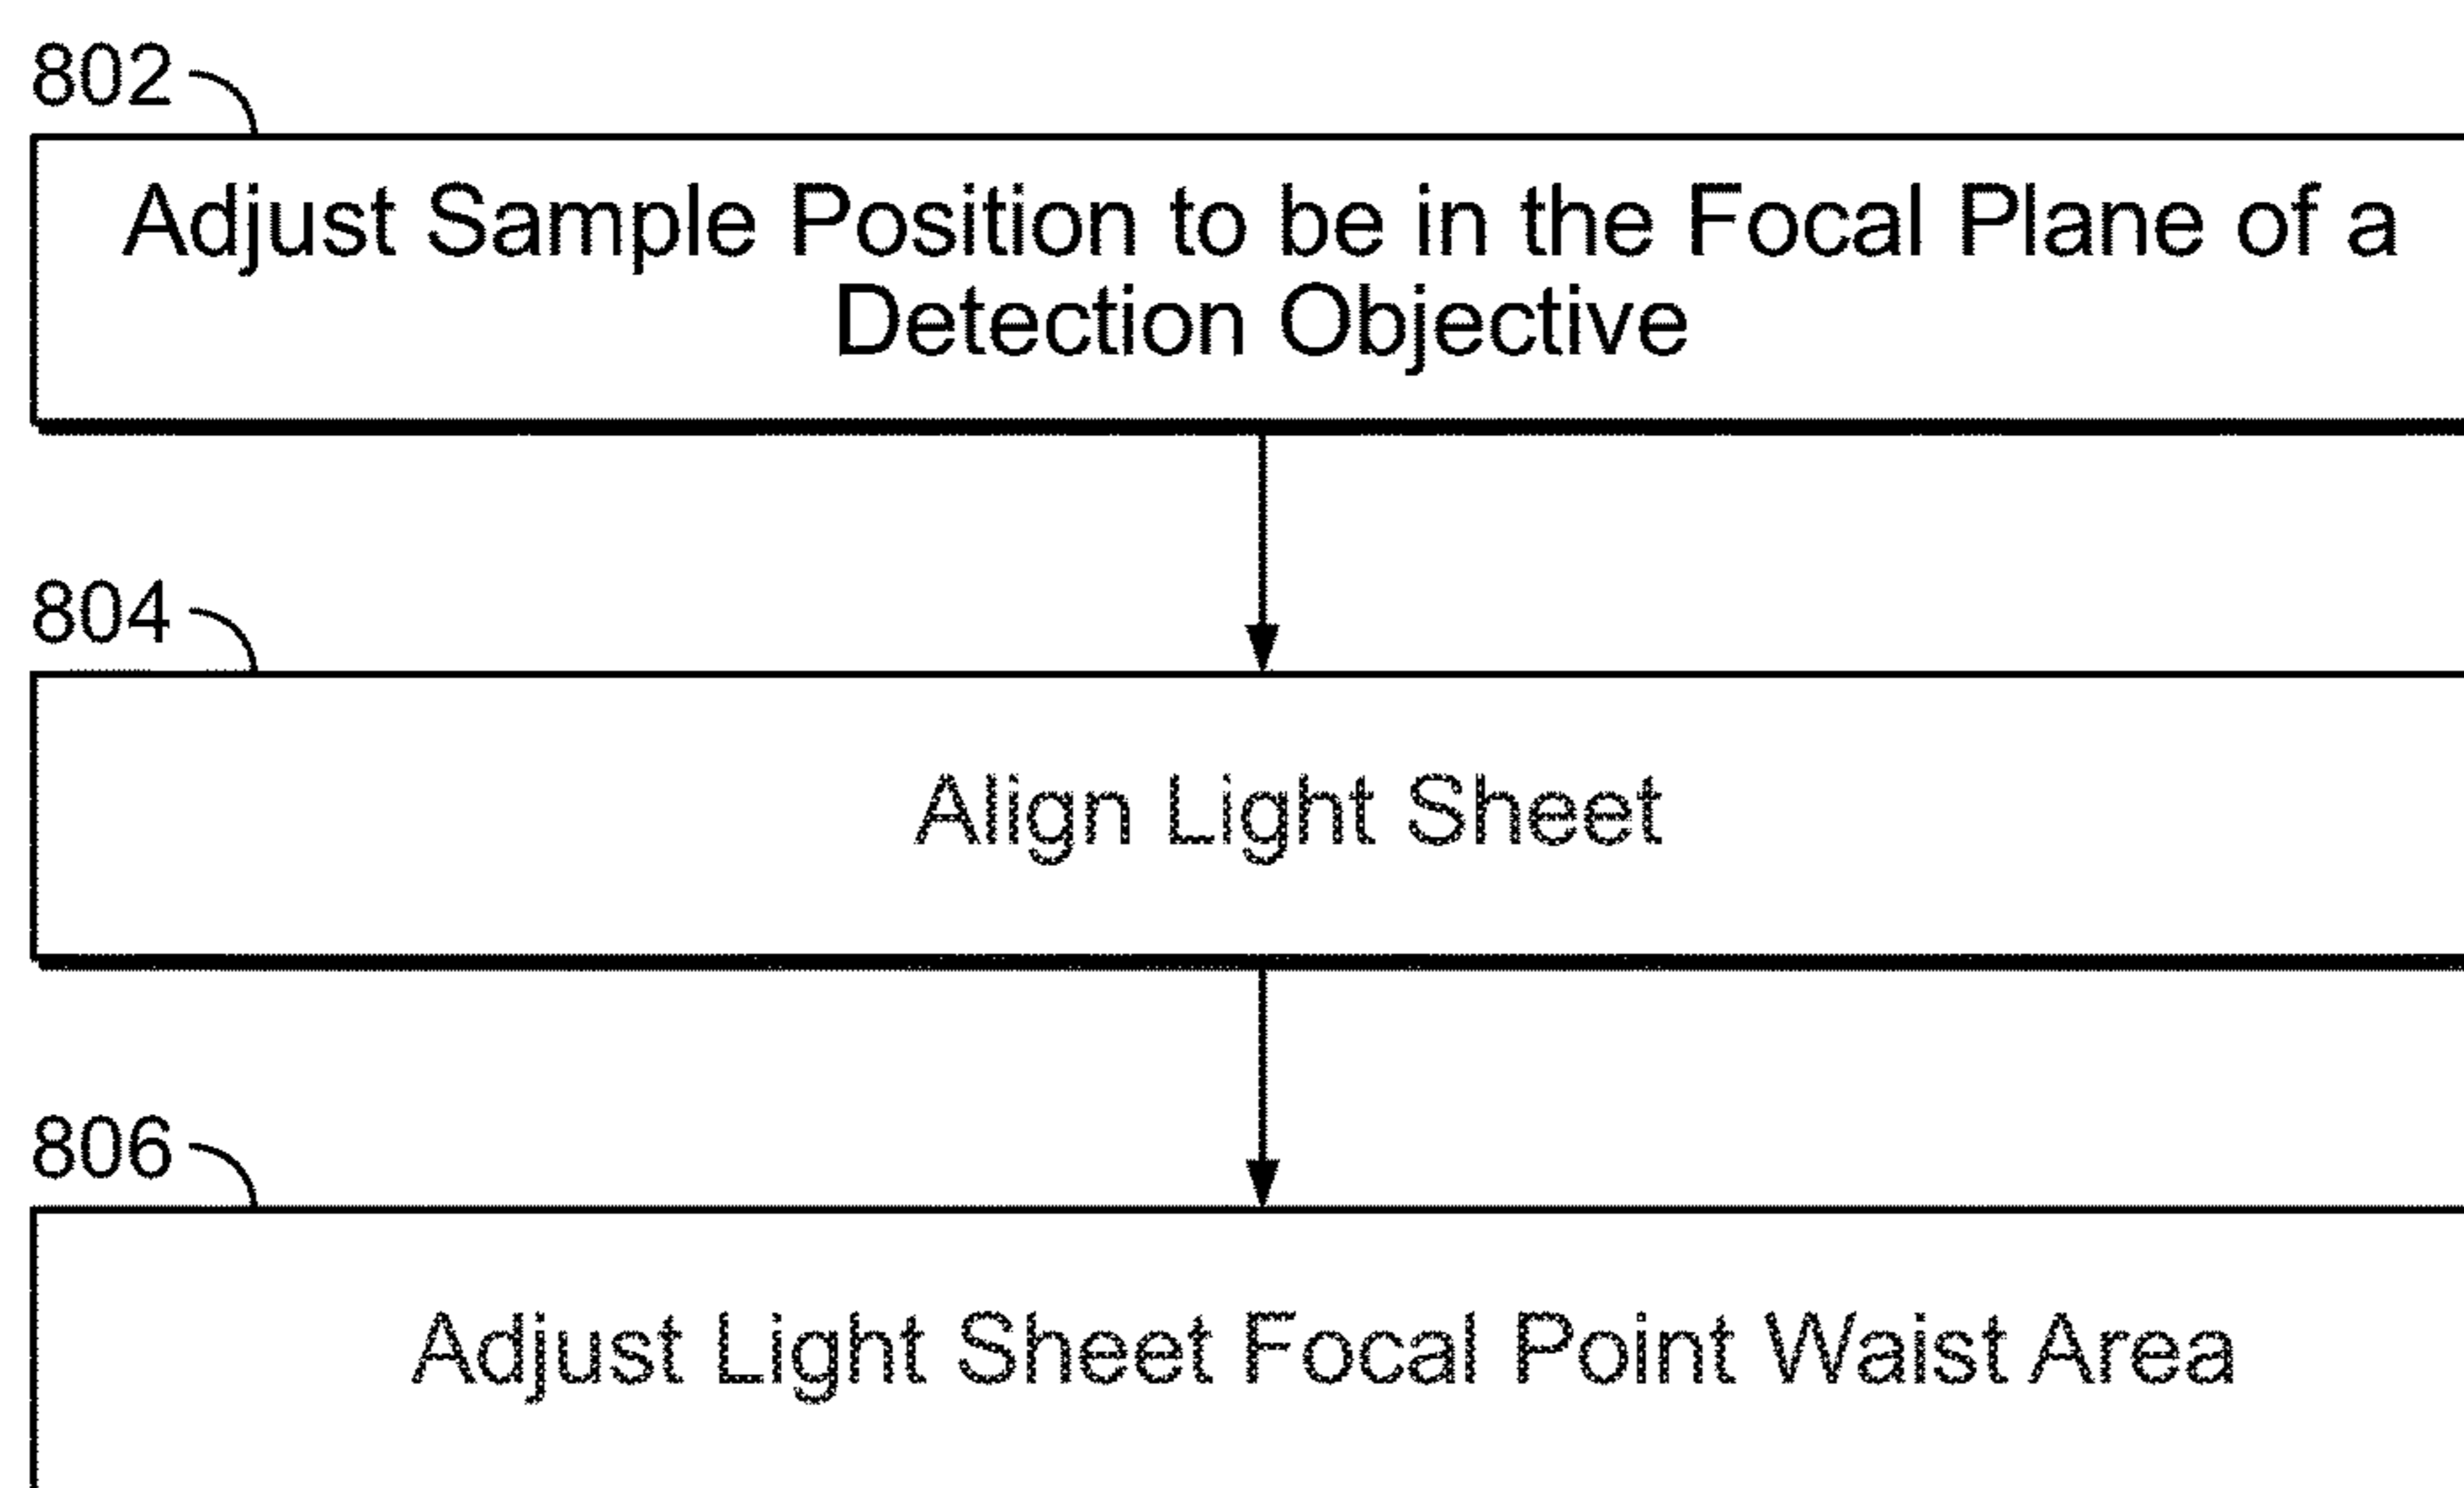 802
Adjust Sample Position to be in the Focal Plane of a
Detection Objective
804
Align Light Sheet
806
Adjust Light Sheet Focal Point Waist Area